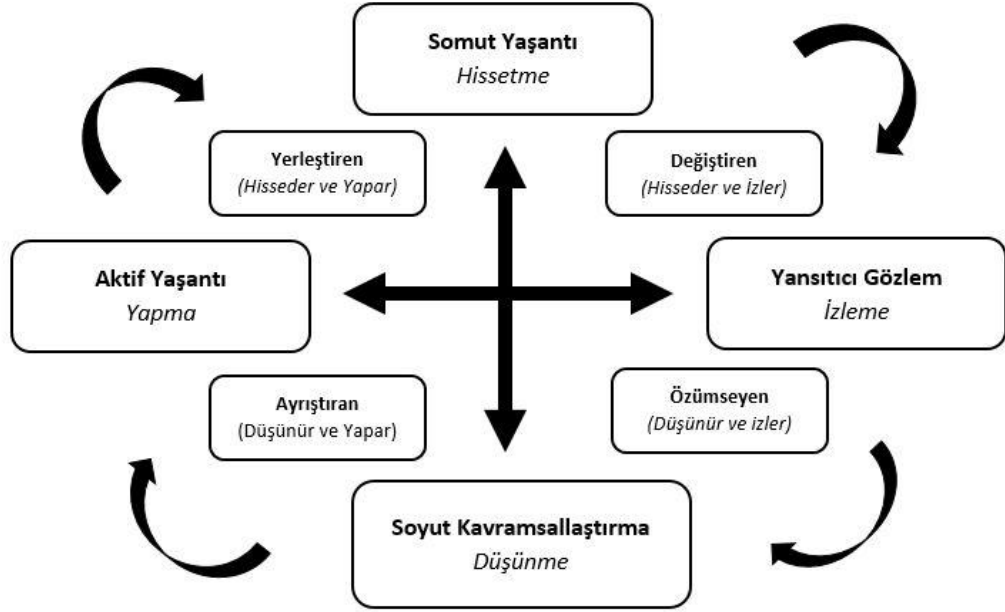 Somut Yaşantı
Hissetme
Yerleştiren
(Hisseder ve Yapar)
Değiştiren
(Hisseder ve İzler)
Aktif Yaşantı
Yapma
Yansıtıcı Gözlem
İzleme
Ayrıştıran
(Düşünür ve Yapar)
Özümseyen
(Düşünür ve izler)
Soyut Kavramsallaştırma
Düşünme